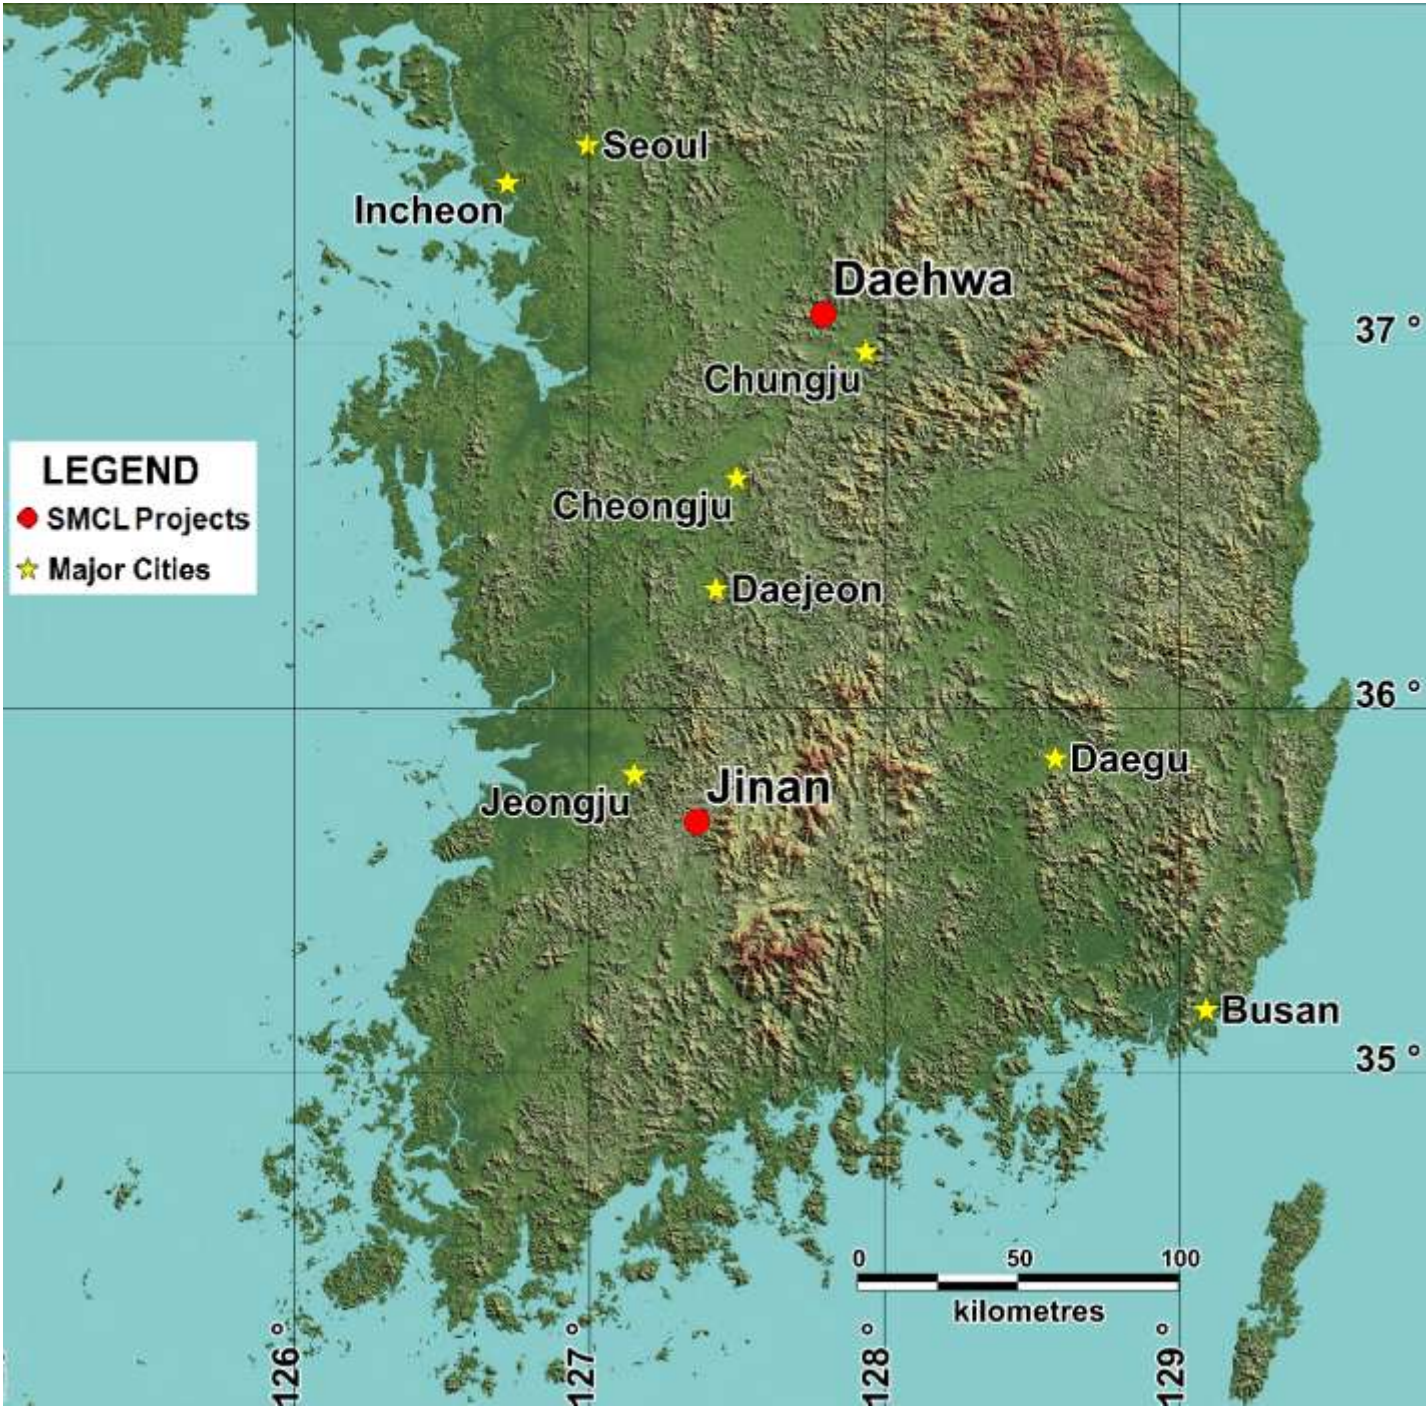 Seoul
Incheon
Daehwa
37 °
Chungju
LEGEND
SMCL Projects
Major Cities
Cheongju
Daejeon
36 °
Daegu
Jinan
Jeongju
Busan
35 °
0 50 100
kilometres
126 ° 127 ° 128 ° 129 °